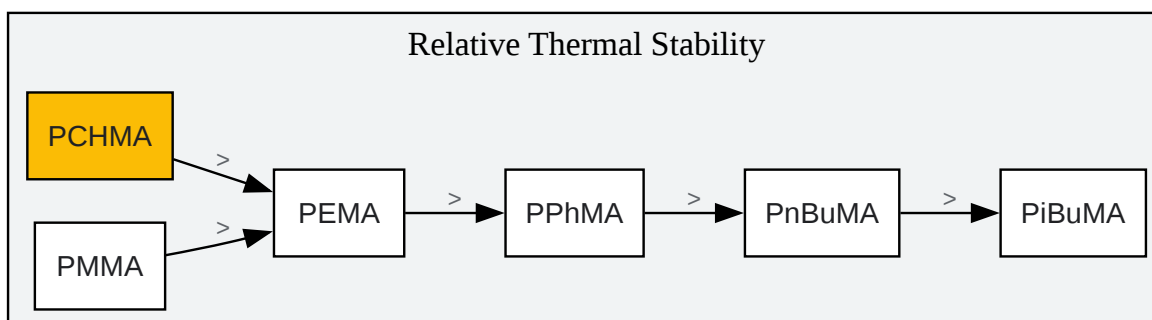 Relative Thermal Stability
PCHMA
>
PMMA
>
PEMA
>
PPhMA
>
PnBuMA
>
PiBuMA